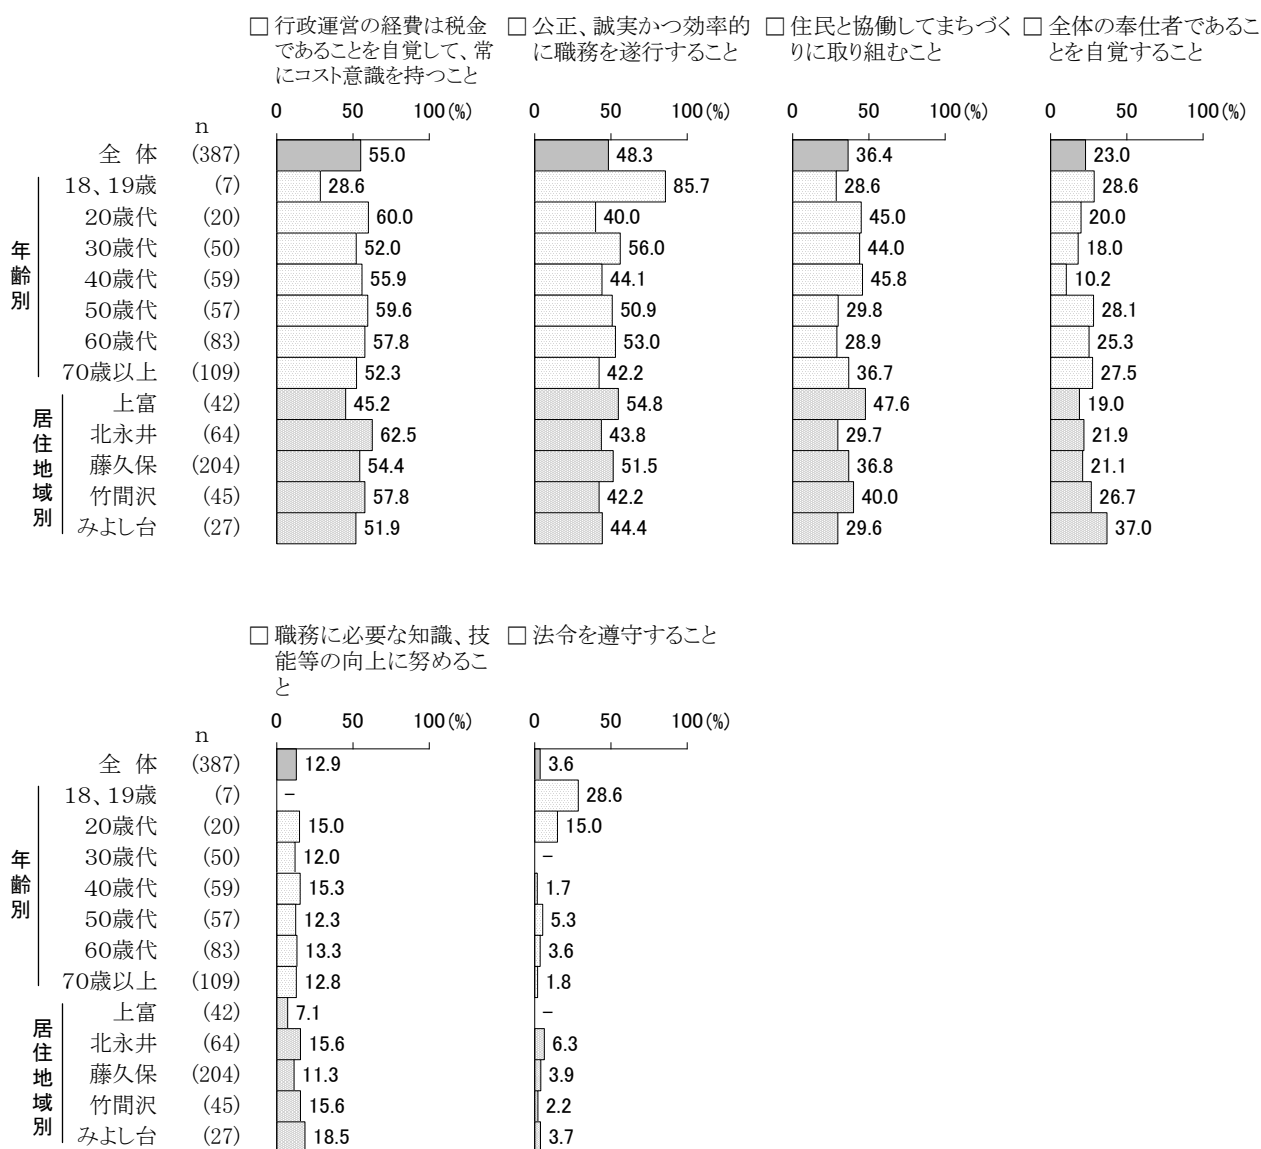 □ 行政運営の経費は税金であることを自覚して、常にコスト意識を持つこと
□ 公正、誠実かつ効率的に職務を遂行すること
□ 住民と協働してまちづくりに取り組むこと
□ 全体の奉仕者であることを自覚すること
0 50 100(%) 0 50 100(%) 0 50 100(%) 0 50 100(%)
n
全 体 (387) 55.0 48.3 36.4 23.0
年齢別
18、19歳 (7) 28.6 85.7 28.6 28.6
20歳代 (20) 60.0 40.0 45.0 20.0
30歳代 (50) 52.0 56.0 44.0 18.0
40歳代 (59) 55.9 44.1 45.8 10.2
50歳代 (57) 59.6 50.9 29.8 28.1
60歳代 (83) 57.8 53.0 28.9 25.3
70歳以上 (109) 52.3 42.2 36.7 27.5
居住地域別
上富 (42) 45.2 54.8 47.6 19.0
北永井 (64) 62.5 43.8 29.7 21.9
藤久保 (204) 54.4 51.5 36.8 21.1
竹間沢 (45) 57.8 42.2 40.0 26.7
みよし台 (27) 51.9 44.4 29.6 37.0
□ 職務に必要な知識、技能等の向上に努めること
□ 法令を遵守すること
0 50 100(%) 0 50 100(%)
n
全 体 (387) 12.9 3.6
年齢別
18、19歳 (7) － 28.6
20歳代 (20) 15.0 15.0
30歳代 (50) 12.0 －
40歳代 (59) 15.3 1.7
50歳代 (57) 12.3 5.3
60歳代 (83) 13.3 3.6
70歳以上 (109) 12.8 1.8
居住地域別
上富 (42) 7.1 －
北永井 (64) 15.6 6.3
藤久保 (204) 11.3 3.9
竹間沢 (45) 15.6 2.2
みよし台 (27) 18.5 3.7